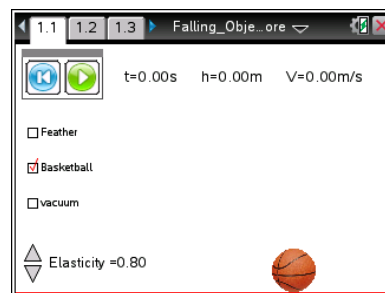 1.1 1.2 1.3 Falling_Obje...ore
t=0.00s h=0.00m V=0.00m/s
Feather
Basketball
vacuum
Elasticity =0.80